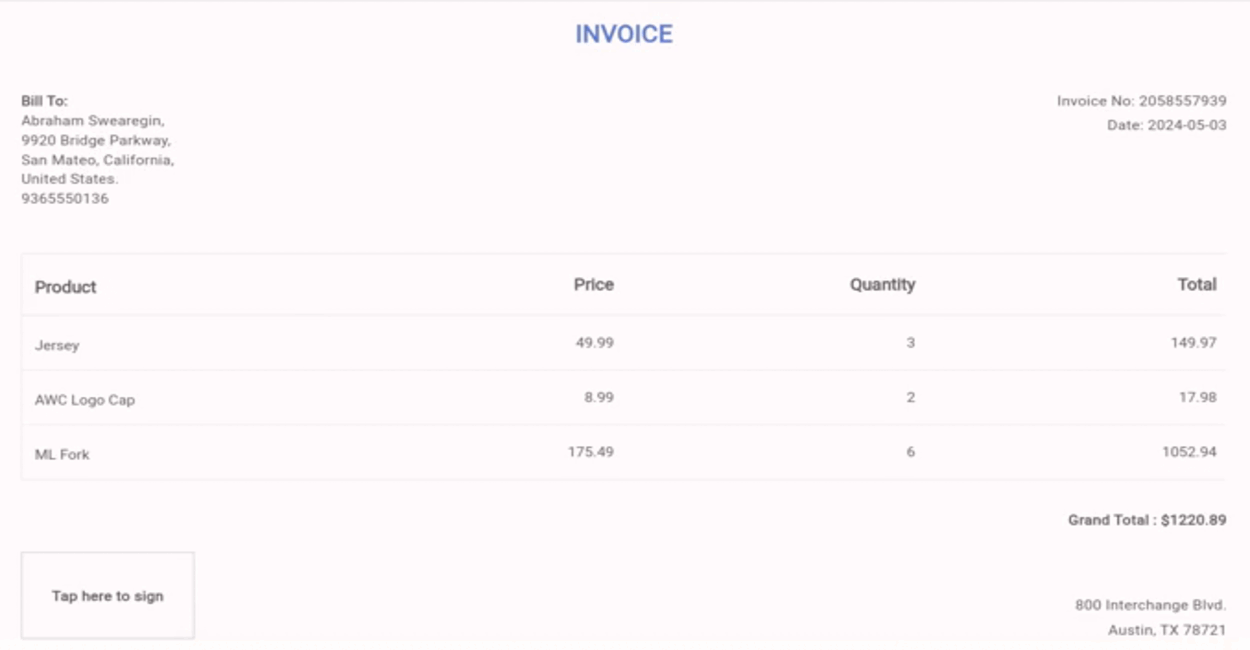 INVOICE
Bill To:
Abraham Swearegin,
9920 Bridge Parkway,
San Mateo, California,
United States.
9365550136
Invoice No: 2058557939
Date: 2024-05-03
Product Price Quantity Total
Jersey 49.99 3 149.97
AWC Logo Cap 8.99 2 17.98
ML Fork 175.49 6 1052.94
Grand Total : $1220.89
Tap here to sign
800 Interchange Blvd.
Austin, TX 78721